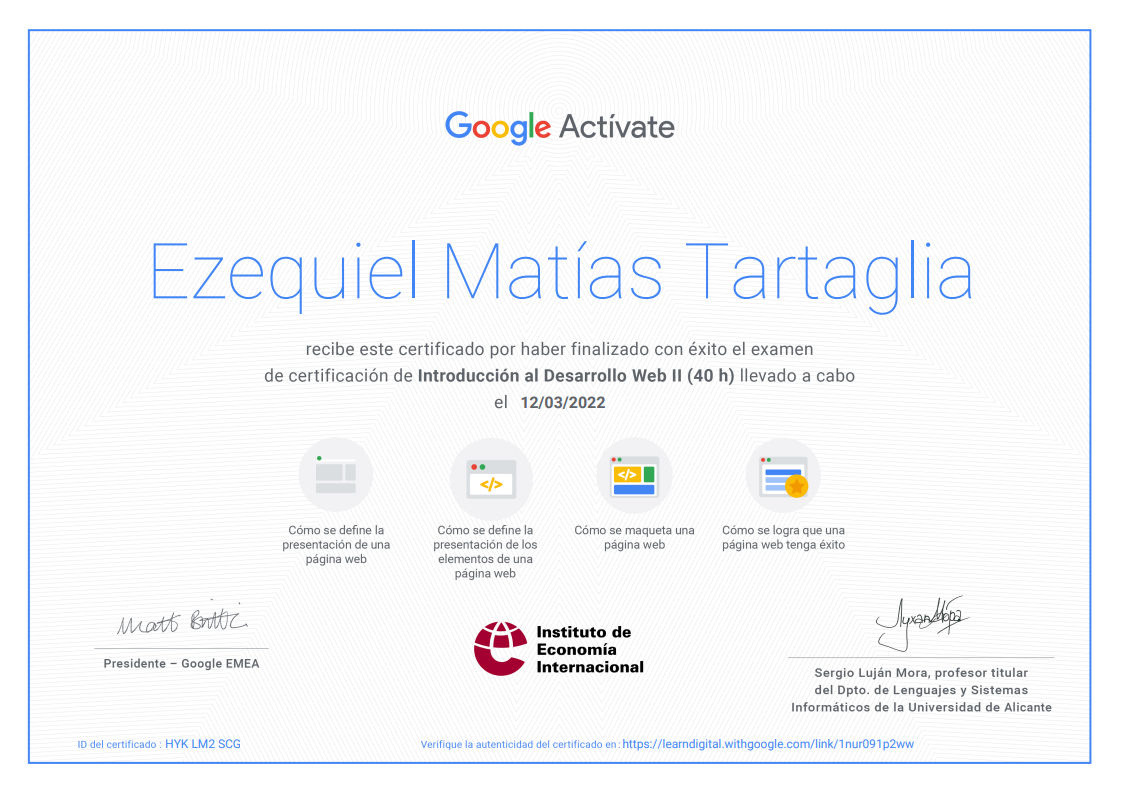 Google Actívate
Ezequiel Matías Tartaglia
recibe este certificado por haber finalizado con éxito el examen
de certificación de Introducción al Desarrollo Web II (40 h) llevado a cabo
el 12/03/2022
</>
</>
Cómo se define la
presentación de una
página web
Cómo se define la
presentación de los
elementos de una
página web
Cómo se maqueta una
página web
Cómo se logra que una
página web tenga éxito
Matt
Presidente – Google EMEA
Instituto de
Economía
Internacional
Sergio Luján Mora, profesor titular
del Dpto. de Lenguajes y Sistemas
Informáticos de la Universidad de Alicante
ID del certificado : HYK LM2 SCG
Verifique la autenticidad del certificado en: https://learndigital.withgoogle.com/link/1nur091p2ww